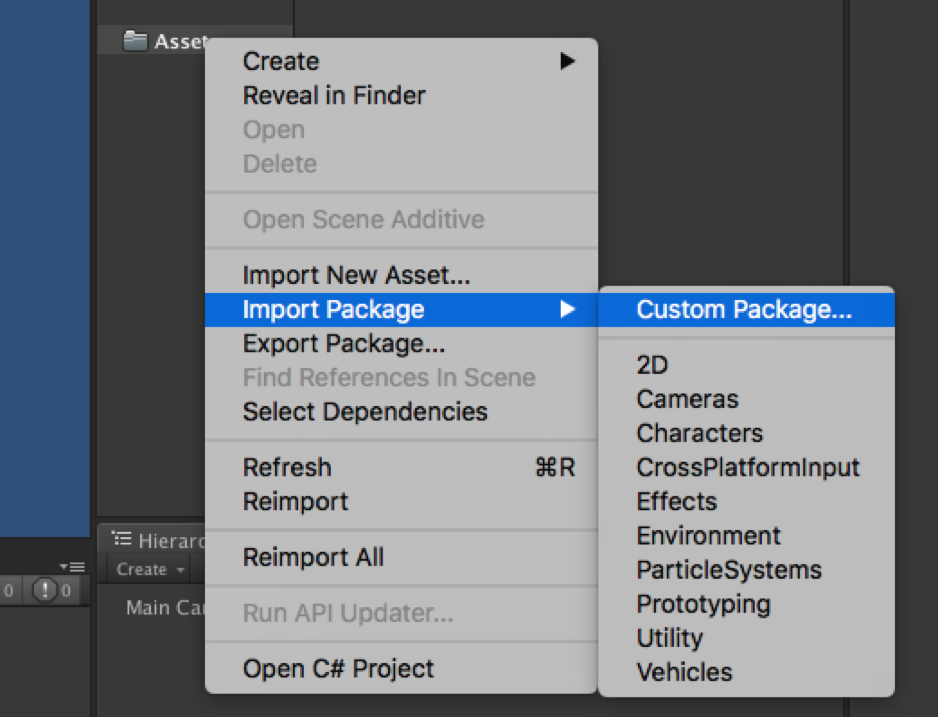 Assets
Create
Reveal in Finder
Open
Delete
Open Scene Additive
Import New Asset...
Import Package
Export Package...
Find References In Scene
Select Dependencies
Refresh ⌘R
Reimport
Reimport All
Run API Updater...
Open C# Project
Custom Package...
2D
Cameras
Characters
CrossPlatformInput
Effects
Environment
ParticleSystems
Prototyping
Utility
Vehicles
Hierarc
Create
0 0
Main Ca